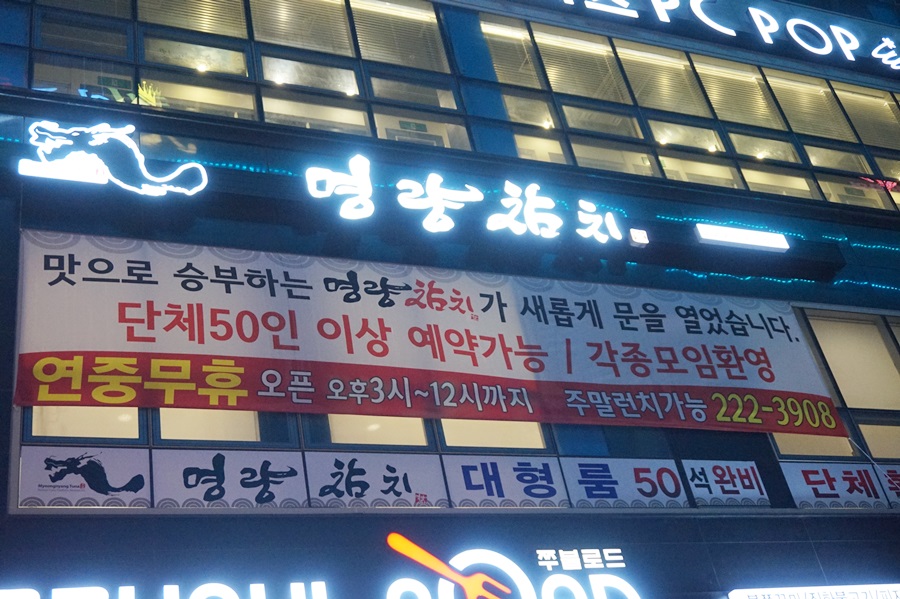 PC POP
명량참치
맛으로 승부하는 명량참치가 새롭게 문을 열었습니다.
단체50인 이상 예약가능 / 각종모임환영
연중무휴 오픈 오후3시~12시까지 주말런치가능 222-3908
명량참치 대형룸 50석완비 단체
쭈불로드